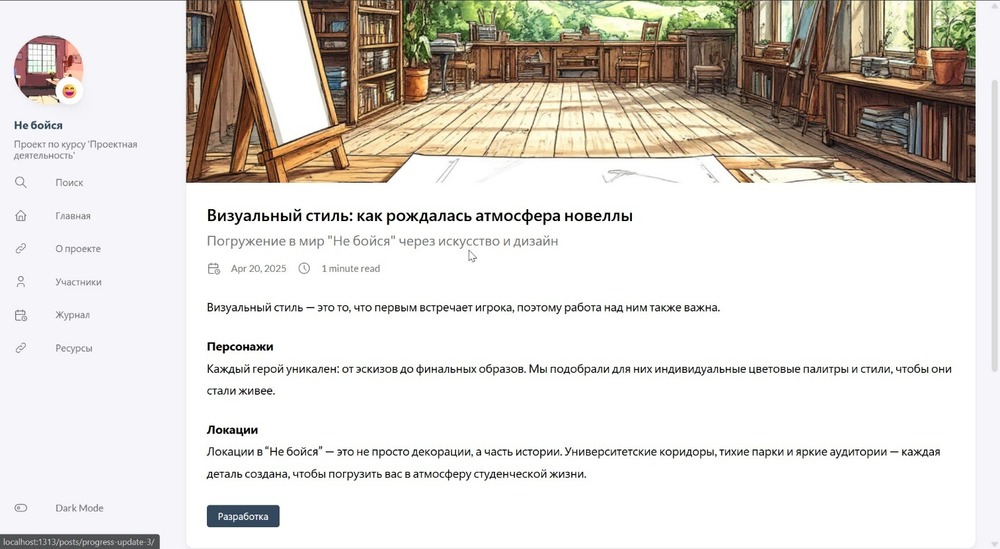 Не бойся
Проект по курсу 'Проектная
деятельность'
Поиск
Главная
О проекте
Участники
Журнал
Ресурсы
Dark Mode
localhost:1313/posts/progress-update-3/
Визуальный стиль: как рождалась атмосфера новеллы
Погружение в мир "Не бойся" через искусство и дизайн
Apr 20, 2025
1 minute read
Визуальный стиль — это то, что первым встречает игрока, поэтому работа над ним также важна.
Персонажи
Каждый герой уникален: от эскизов до финальных образов. Мы подобрали для них индивидуальные цветовые палитры и стили, чтобы они
стали живее.
Локации
Локации в “Не бойся” — это не просто декорации, а часть истории. Университетские коридоры, тихие парки и яркие аудитории — каждая
деталь создана, чтобы погрузить вас в атмосферу студенческой жизни.
Разработка